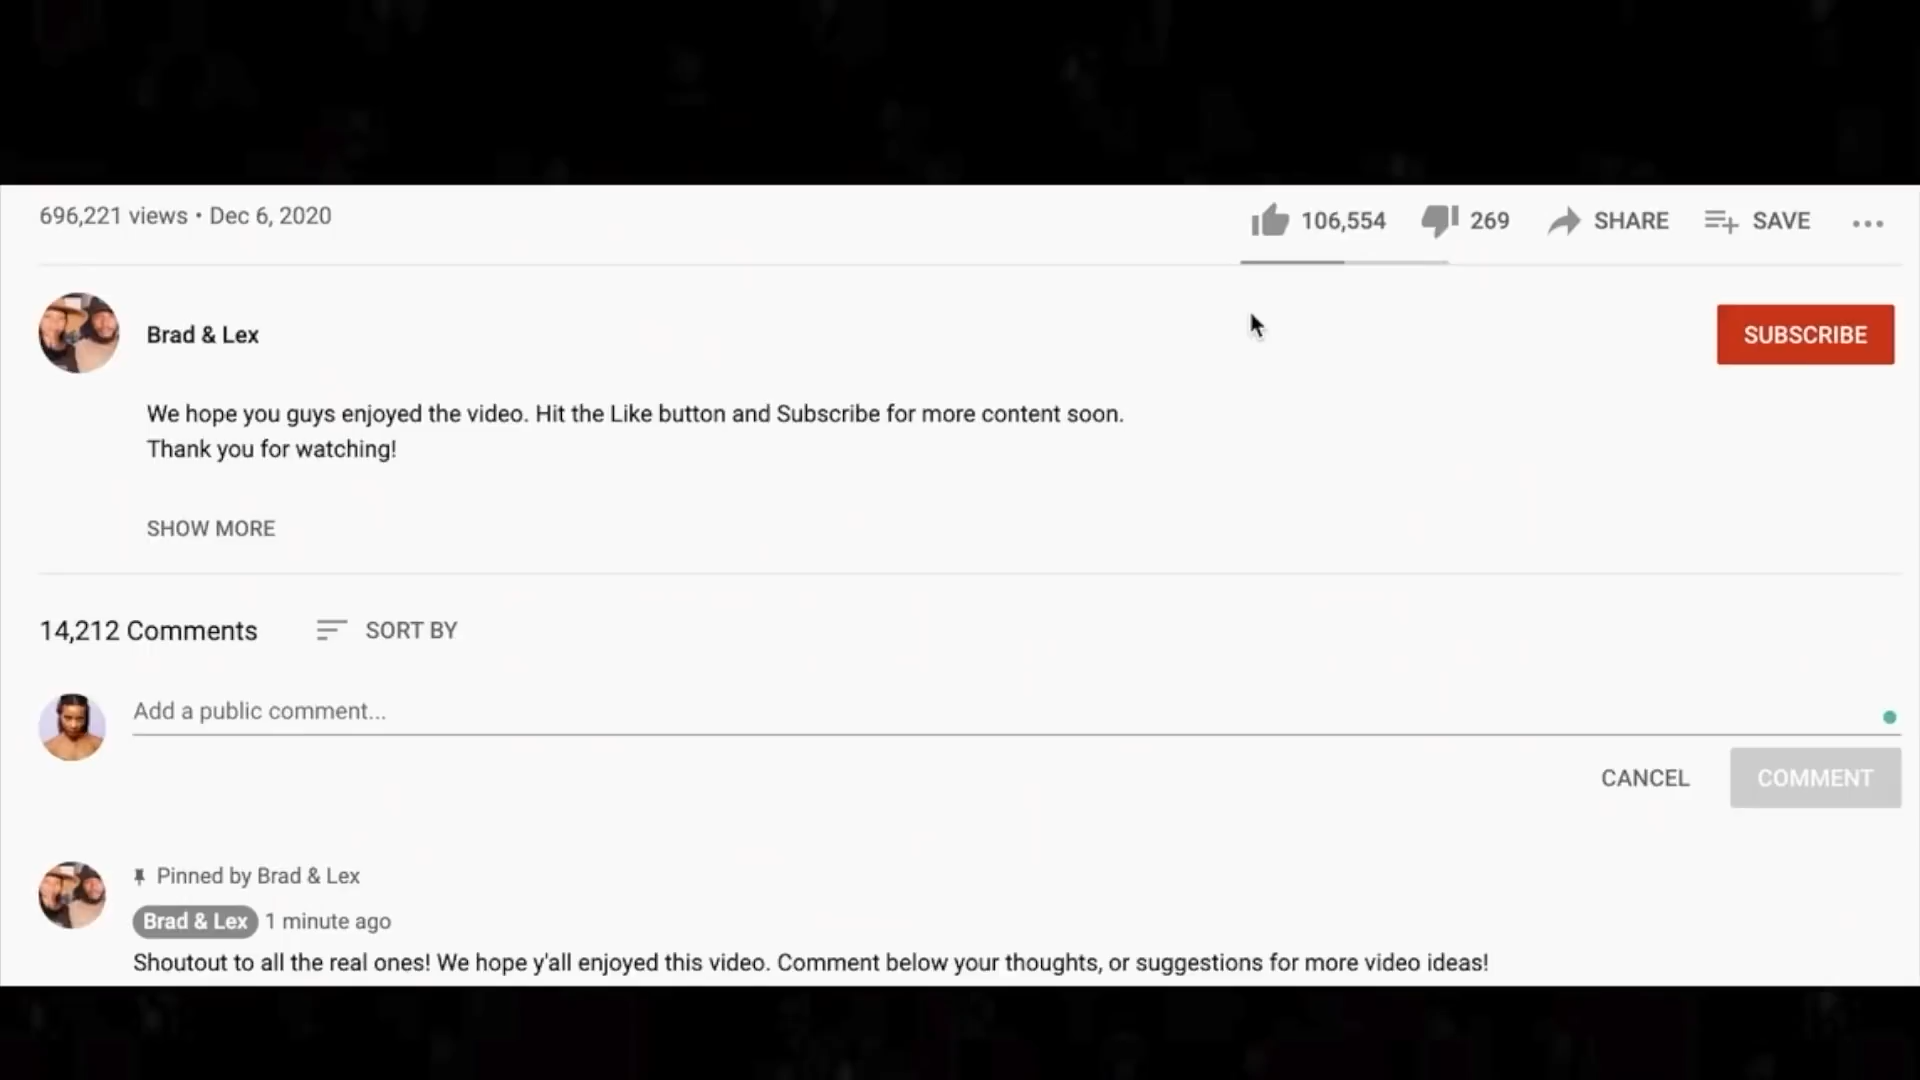 696,221 views • Dec 6, 2020
106,554 269 SHARE SAVE
Brad & Lex
SUBSCRIBE
We hope you guys enjoyed the video. Hit the Like button and Subscribe for more content soon.
Thank you for watching!
SHOW MORE
14,212 Comments SORT BY
Add a public comment...
CANCEL COMMENT
Pinned by Brad & Lex
Brad & Lex 1 minute ago
Shoutout to all the real ones! We hope y'all enjoyed this video. Comment below your thoughts, or suggestions for more video ideas!